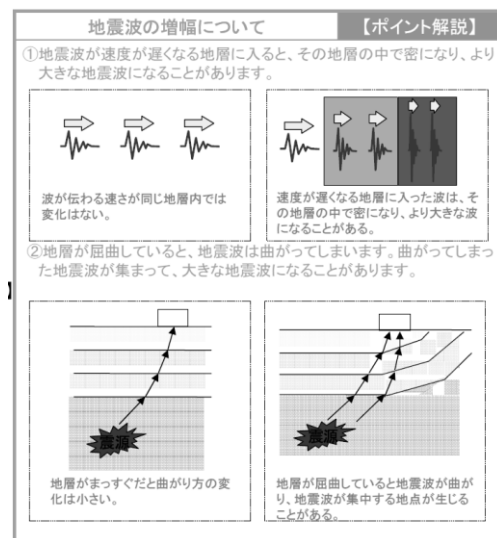 地震波の増幅について
【ポイント解説】
①地震波が速度が遅くなる地層に入ると、その地層の中で密になり、より
大きな地震波になることがあります。
波が伝わる速さが同じ地層内では
変化はない。
速度が遅くなる地層に入った波は、そ
の地層の中で密になり、より大きな波
になることがある。
②地層が屈曲していると、地震波は曲がってしまいます。曲がってしまっ
た地震波が集まって、大きな地震波になることがあります。
震源
地層がまっすぐだと曲がり方の変
化は小さい。
震源
地層が屈曲していると地震波が曲が
り、地震波が集中する地点が生じる
ことがある。